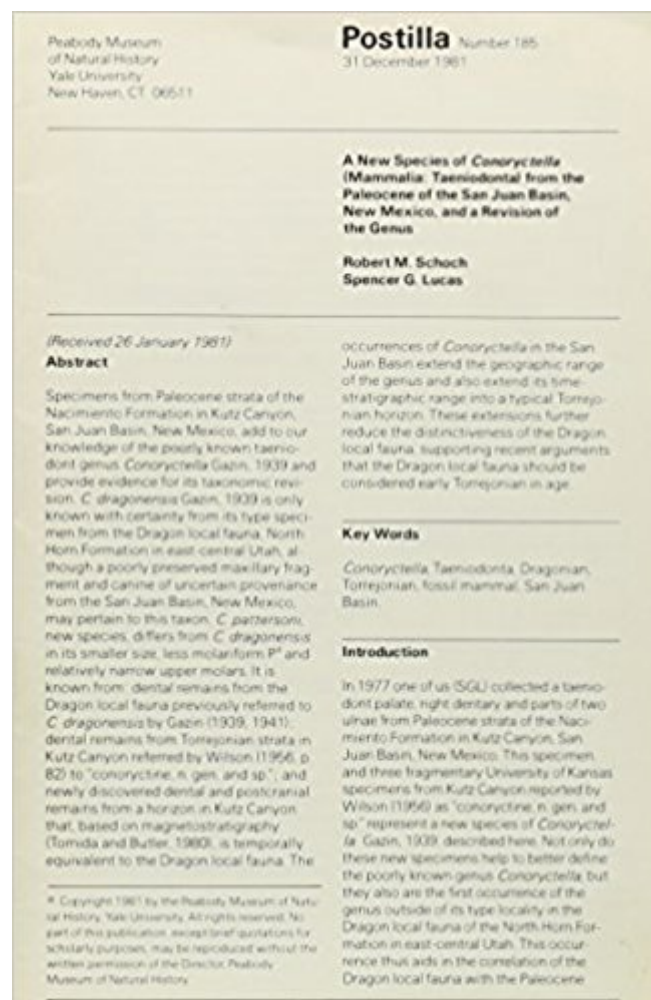 Peabody Museum
of Natural History
Yale University
New Haven, CT 06511
Postilla Number 185
31 December 1981
A New Species of Conoryctella
(Mammalia: Taeniodonta) from the
Paleocene of the San Juan Basin,
New Mexico, and a Revision of
the Genus
Robert M. Schoch
Spencer G. Lucas
(Received 26 January 1981)
Abstract
Specimens from Paleocene strata of the
Nacimiento Formation in Kutz Canyon,
San Juan Basin, New Mexico, add to our
knowledge of the poorly known taenio-
dont genus Conoryctella Gazin, 1939 and
provide evidence for its taxonomic revi-
sion. C. dragonensis Gazin, 1939 is only
known with certainty from its type speci-
men from the Dragon local fauna, North
Horn Formation in east-central Utah, al-
though a poorly preserved maxillary frag-
ment and canine of uncertain provenance
from the San Juan Basin, New Mexico,
may pertain to this taxon. C. pattersoni,
new species, differs from C. dragonensis
in its smaller size, less molariform P⁴ and
relatively narrow upper molars. It is
known from: dental remains from the
Dragon local fauna previously referred to
C. dragonensis by Gazin (1939, 1941);
dental remains from Torrejonian strata in
Kutz Canyon referred by Wilson (1956, p.
82) to "conoryctine, n. gen. and sp."; and
newly discovered dental and postcranial
remains from a horizon in Kutz Canyon
that, based on magnetostratigraphy
(Tomida and Butler, 1980), is temporally
equivalent to the Dragon local fauna. The
© Copyright 1981 by the Peabody Museum of Natu-
ral History, Yale University. All rights reserved. No
part of this publication, except brief quotations for
scholarly purposes, may be reproduced without the
written permission of the Director, Peabody
Museum of Natural History.
occurrences of Conoryctella in the San
Juan Basin extend the geographic range
of the genus and also extend its time-
stratigraphic range into a typical Torrejo-
nian horizon. These extensions further
reduce the distinctiveness of the Dragon
local fauna, supporting recent arguments
that the Dragon local fauna should be
considered early Torrejonian in age.
Key Words
Conoryctella, Taeniodonta, Dragonian,
Torrejonian, fossil mammal, San Juan
Basin.
Introduction
In 1977 one of us (SGL) collected a taenio-
dont palate, right dentary and parts of two
ulnae from Paleocene strata of the Naci-
miento Formation in Kutz Canyon, San
Juan Basin, New Mexico. This specimen,
and three fragmentary University of Kansas
specimens from Kutz Canyon reported by
Wilson (1956) as "conoryctine, n. gen. and
sp." represent a new species of Conoryctel-
la Gazin, 1939, described here. Not only do
these new specimens help to better define
the poorly known genus Conoryctella, but
they also are the first occurrence of the
genus outside of its type locality in the
Dragon local fauna of the North Horn For-
mation in east-central Utah. This occur-
rence thus aids in the correlation of the
Dragon local fauna with the Paleocene